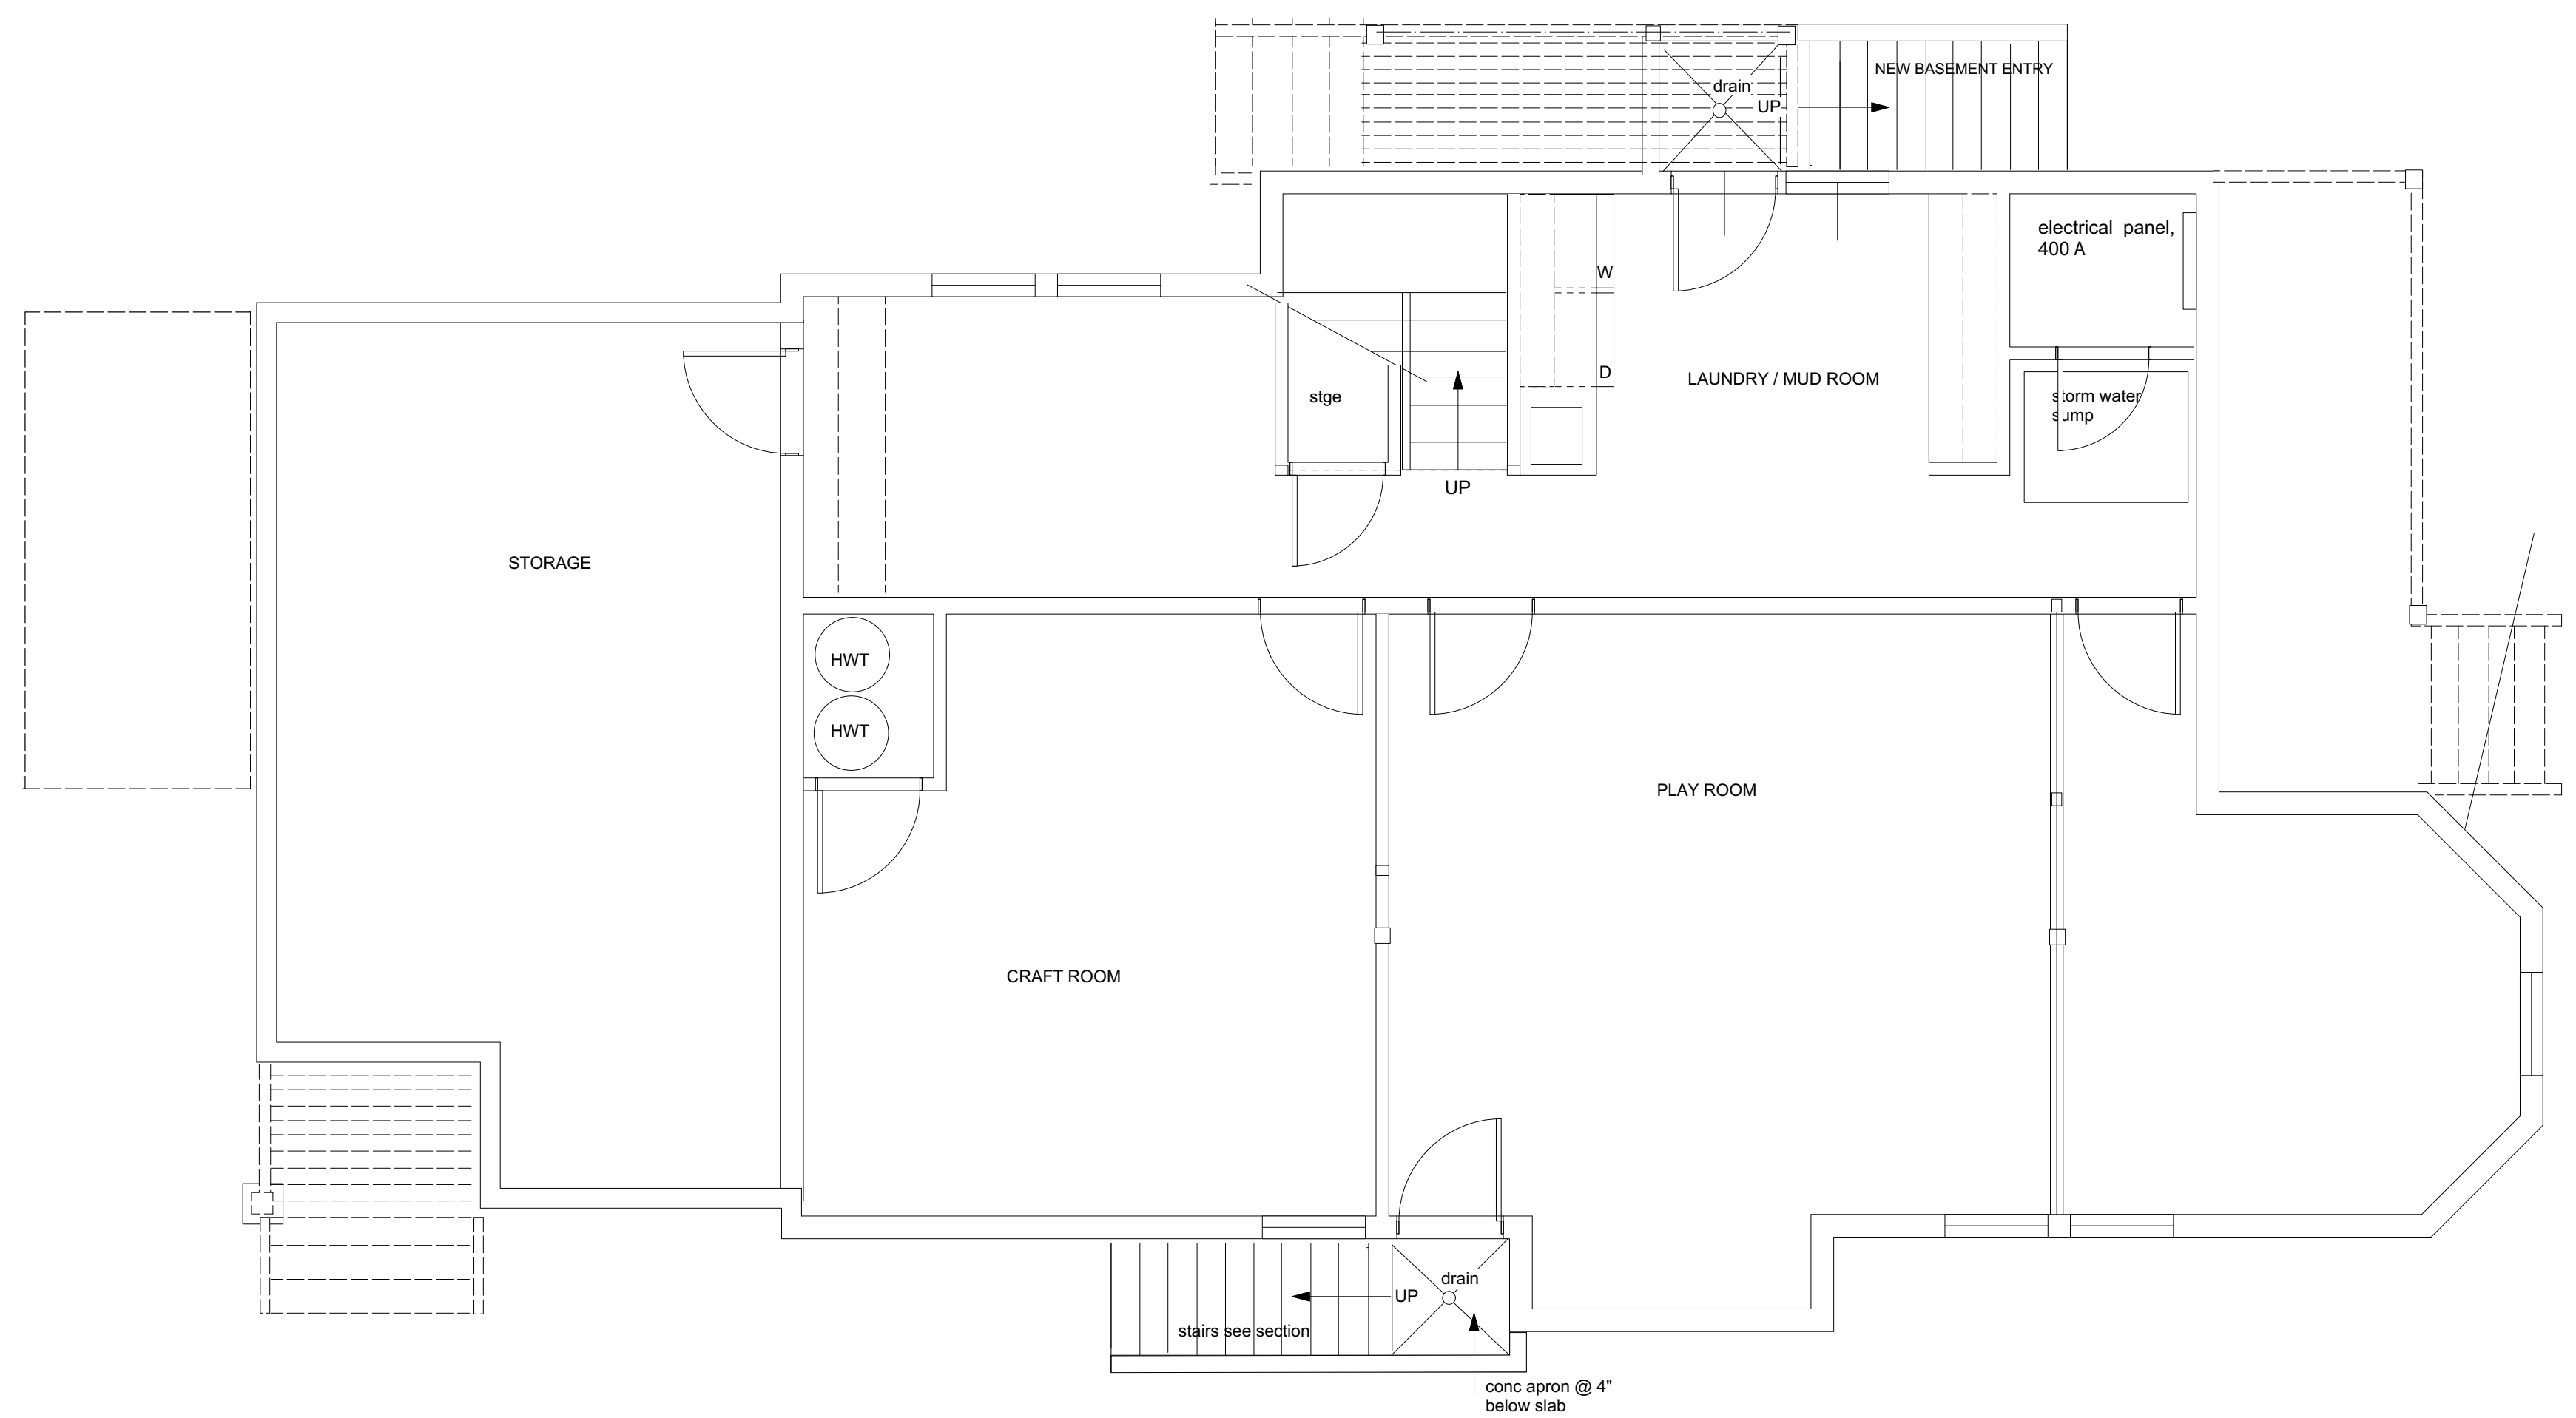 NEW BASEMENT ENTRY
drain
UP
electrical panel,
400 A
W
D
LAUNDRY / MUD ROOM
stge
storm water
sump
UP
STORAGE
HWT
HWT
PLAY ROOM
CRAFT ROOM
drain
UP
stairs see section
conc apron @ 4"
below slab